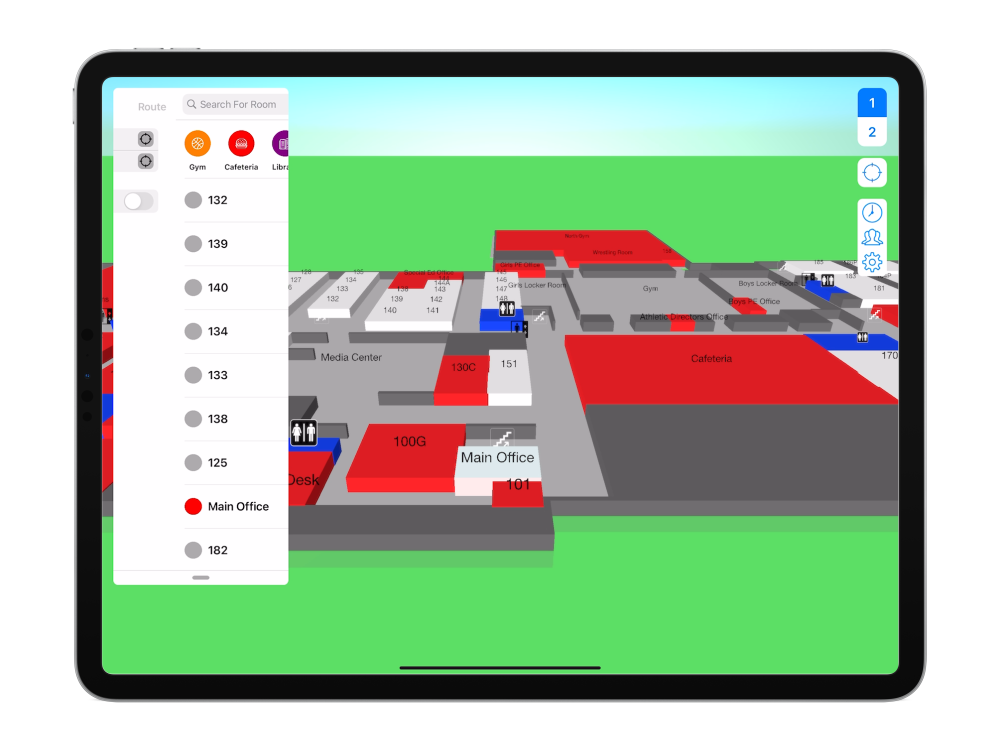 Route
Search For Room
Gym
Cafeteria
Libra
132
139
140
134
133
138
125
Main Office
182
1
2
Wrestling Room
Girls PE Office
Girls Locker Room
Gym
Boys Locker Room
Boys PE Office
Athletic Directors Office
Special Ed Office
144A
127
134
133
132
138
139
140
143
142
141
145
146
147
148
185
183
181
170
Media Center
130C
151
Cafeteria
100G
Main Office
101
Desk